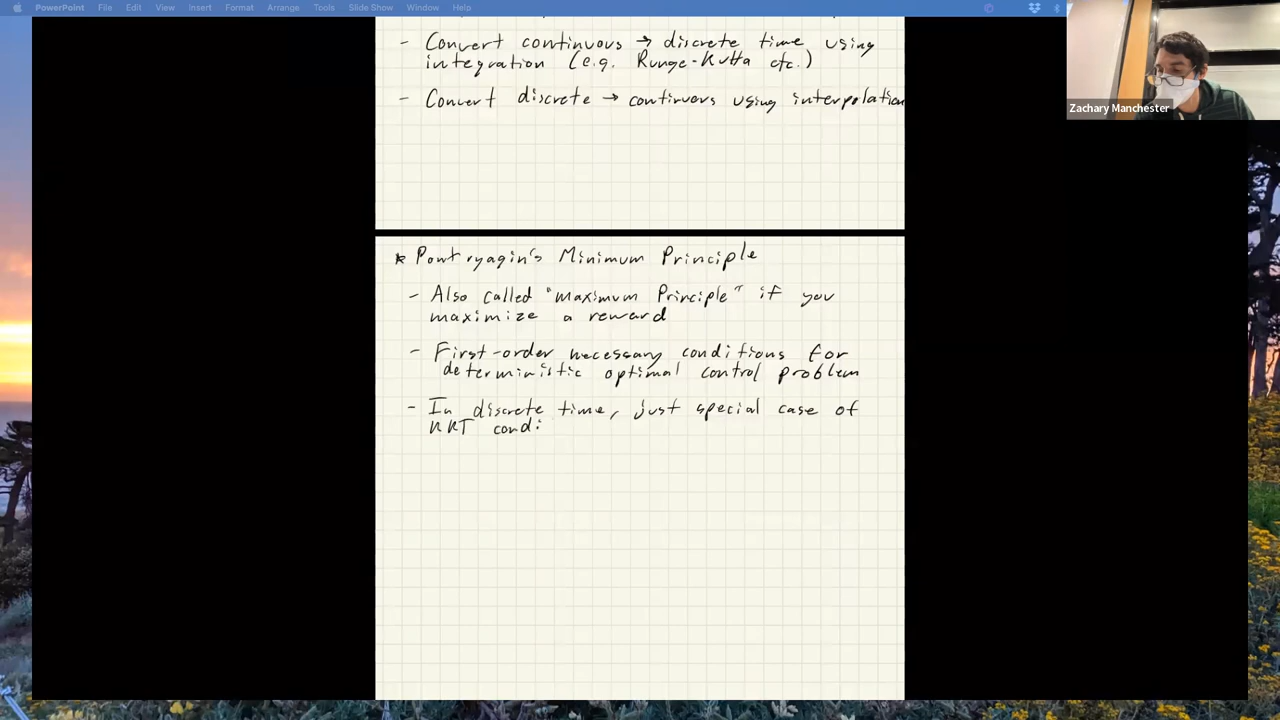 PowerPoint File Edit View Insert Format Arrange Tools Slide Show Window Help
- Convert continuous → discrete time using
integration (e.g. Runge-Kutta etc.)
- Convert discrete → continuous using interpolation
Zachary Manchester
* Pontryagin's Minimum Principle
- Also called "maximum Principle" if you
maximize a reward
- First-order necessary conditions for
deterministic optimal control problem
- In discrete time, just special case of
KKT condi